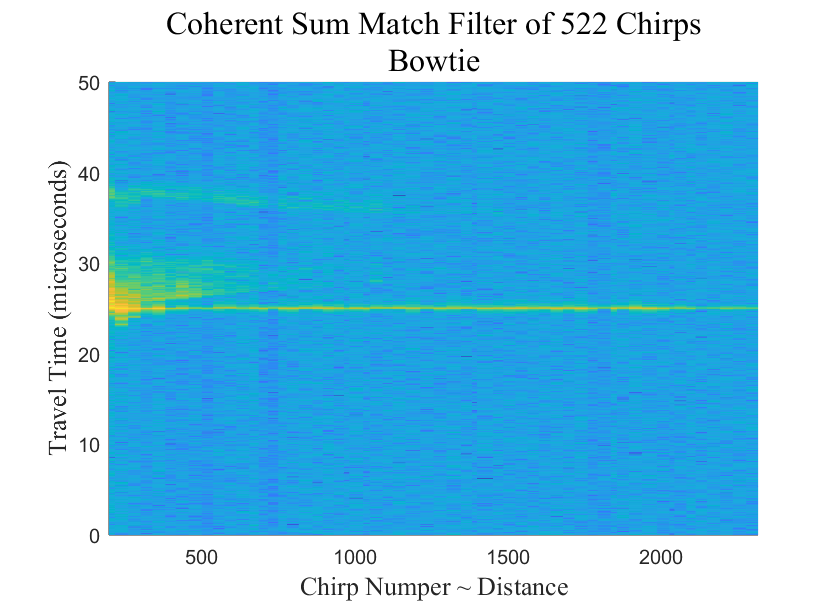 Coherent Sum Match Filter of 522 Chirps
Bowtie
50
40
30
20
10
0
Travel Time (microseconds)
500 1000 1500 2000
Chirp Numper ~ Distance